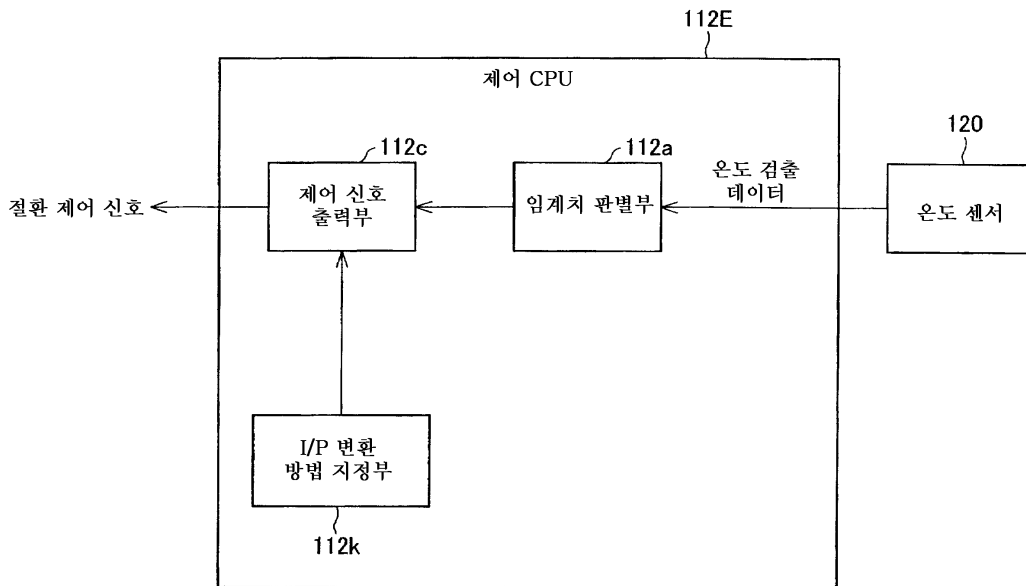 112E
제어 CPU
120
112c
112a
온도 검출
데이터
절환 제어 신호
제어 신호
출력부
임계치 판별부
온도 센서
I/P 변환
방법 지정부
112k